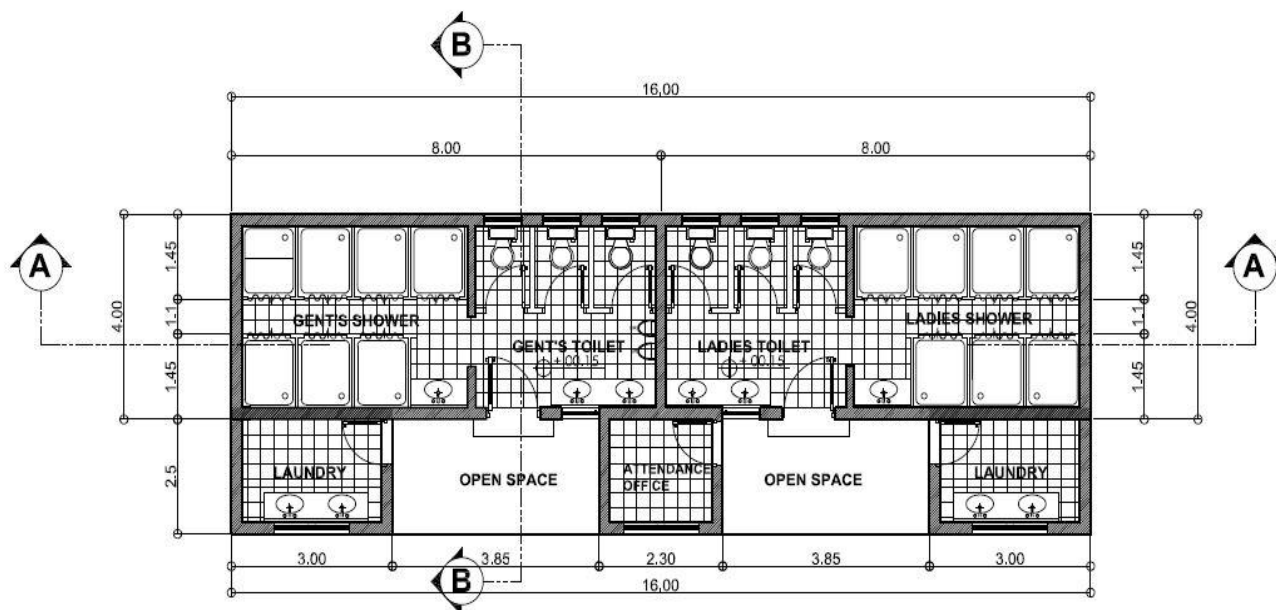 B
16,00
8.00
8.00
A
4.00
1.45
1.1
1.45
2.5
GENT'S SHOWER
GENT'S TOILET
+00.15
LADIES TOILET
+00.15
LADIES SHOWER
1.45
1.1
1.45
4.00
A
LAUNDRY
OPEN SPACE
ATTENDANCE
OFFICE
OPEN SPACE
LAUNDRY
3.00
3.85
2.30
3.85
3.00
B
16,00